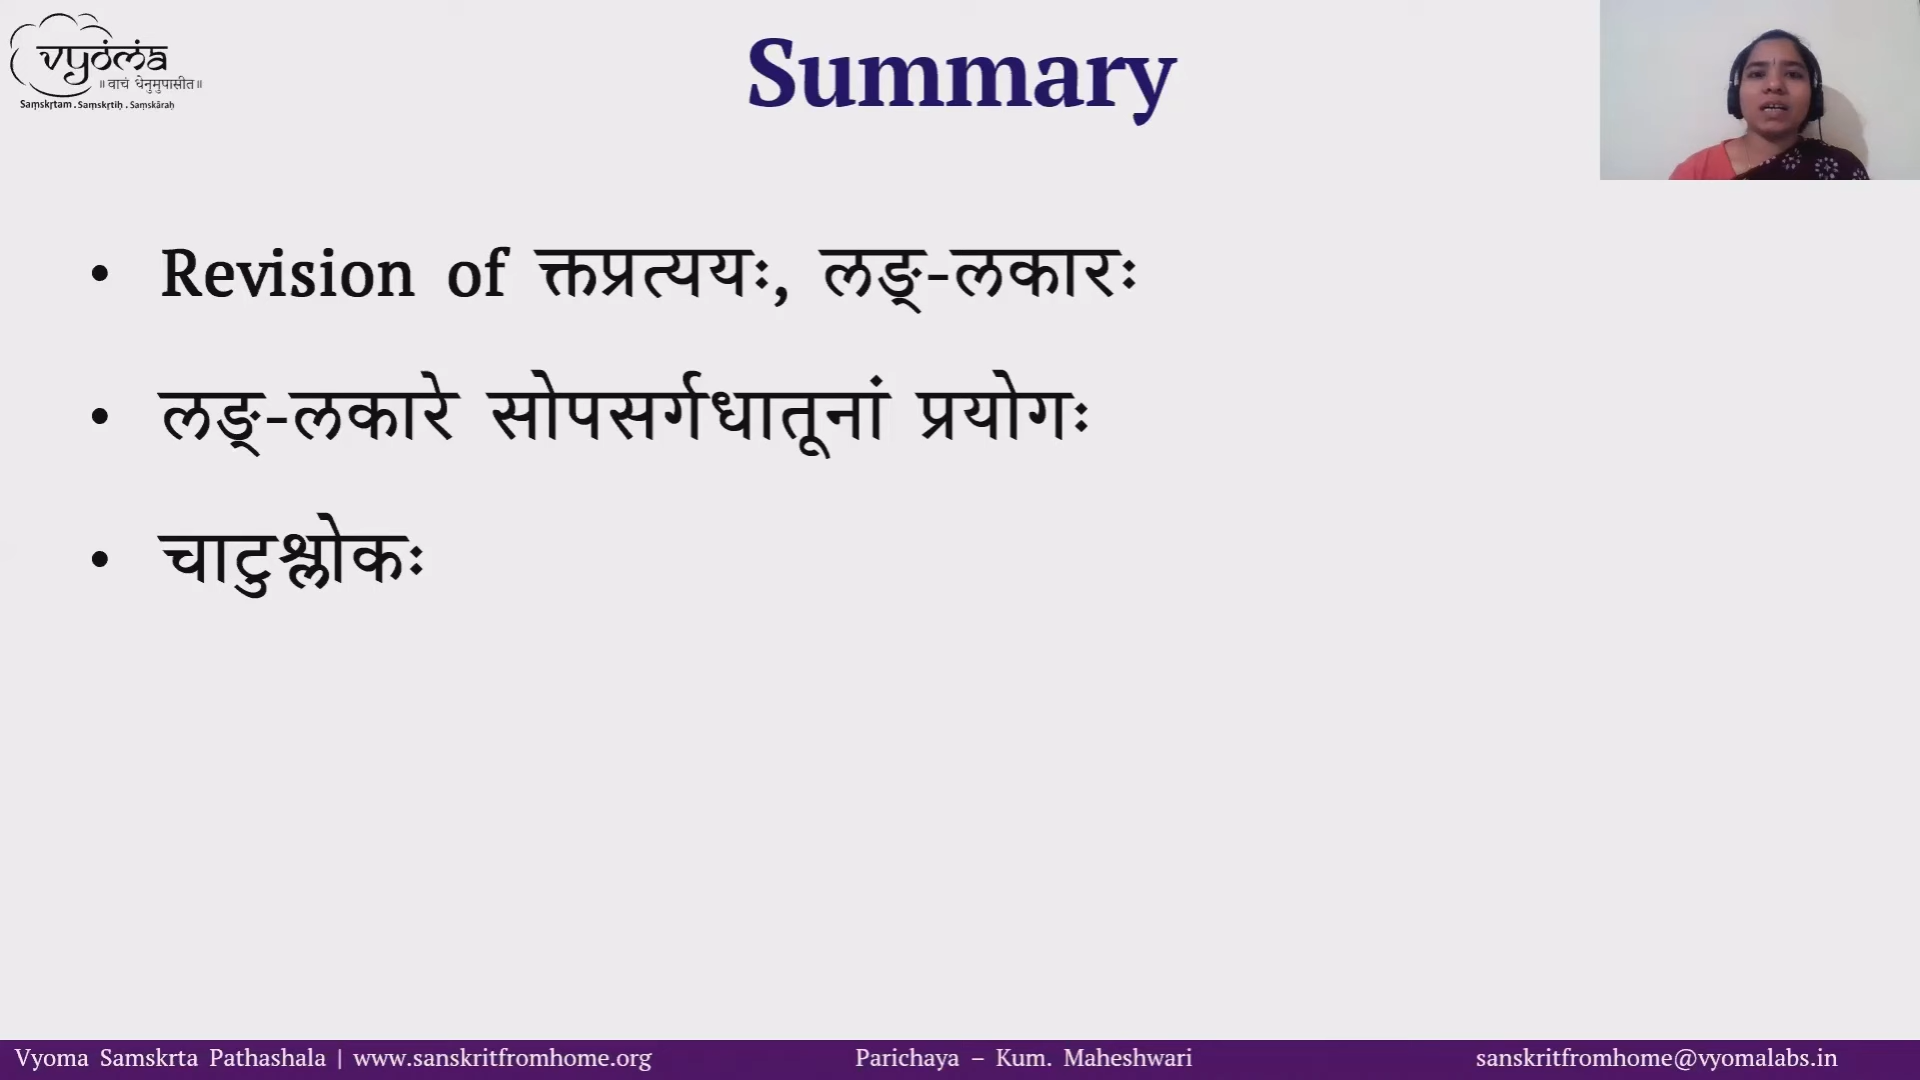 vyoma
॥ वाचं धेनुमुपासीत॥
Saṃskṛtam . Saṃskṛtiḥ . Saṃskāraḥ
Summary
• Revision of क्तप्रत्ययः, लङ्-लकारः
• लङ्-लकारे सोपसर्गधातूनां प्रयोगः
• चाटुश्लोकः
Vyoma Samskrta Pathashala | www.sanskritfromhome.org
Parichaya – Kum. Maheshwari
sanskritfromhome@vyomalabs.in